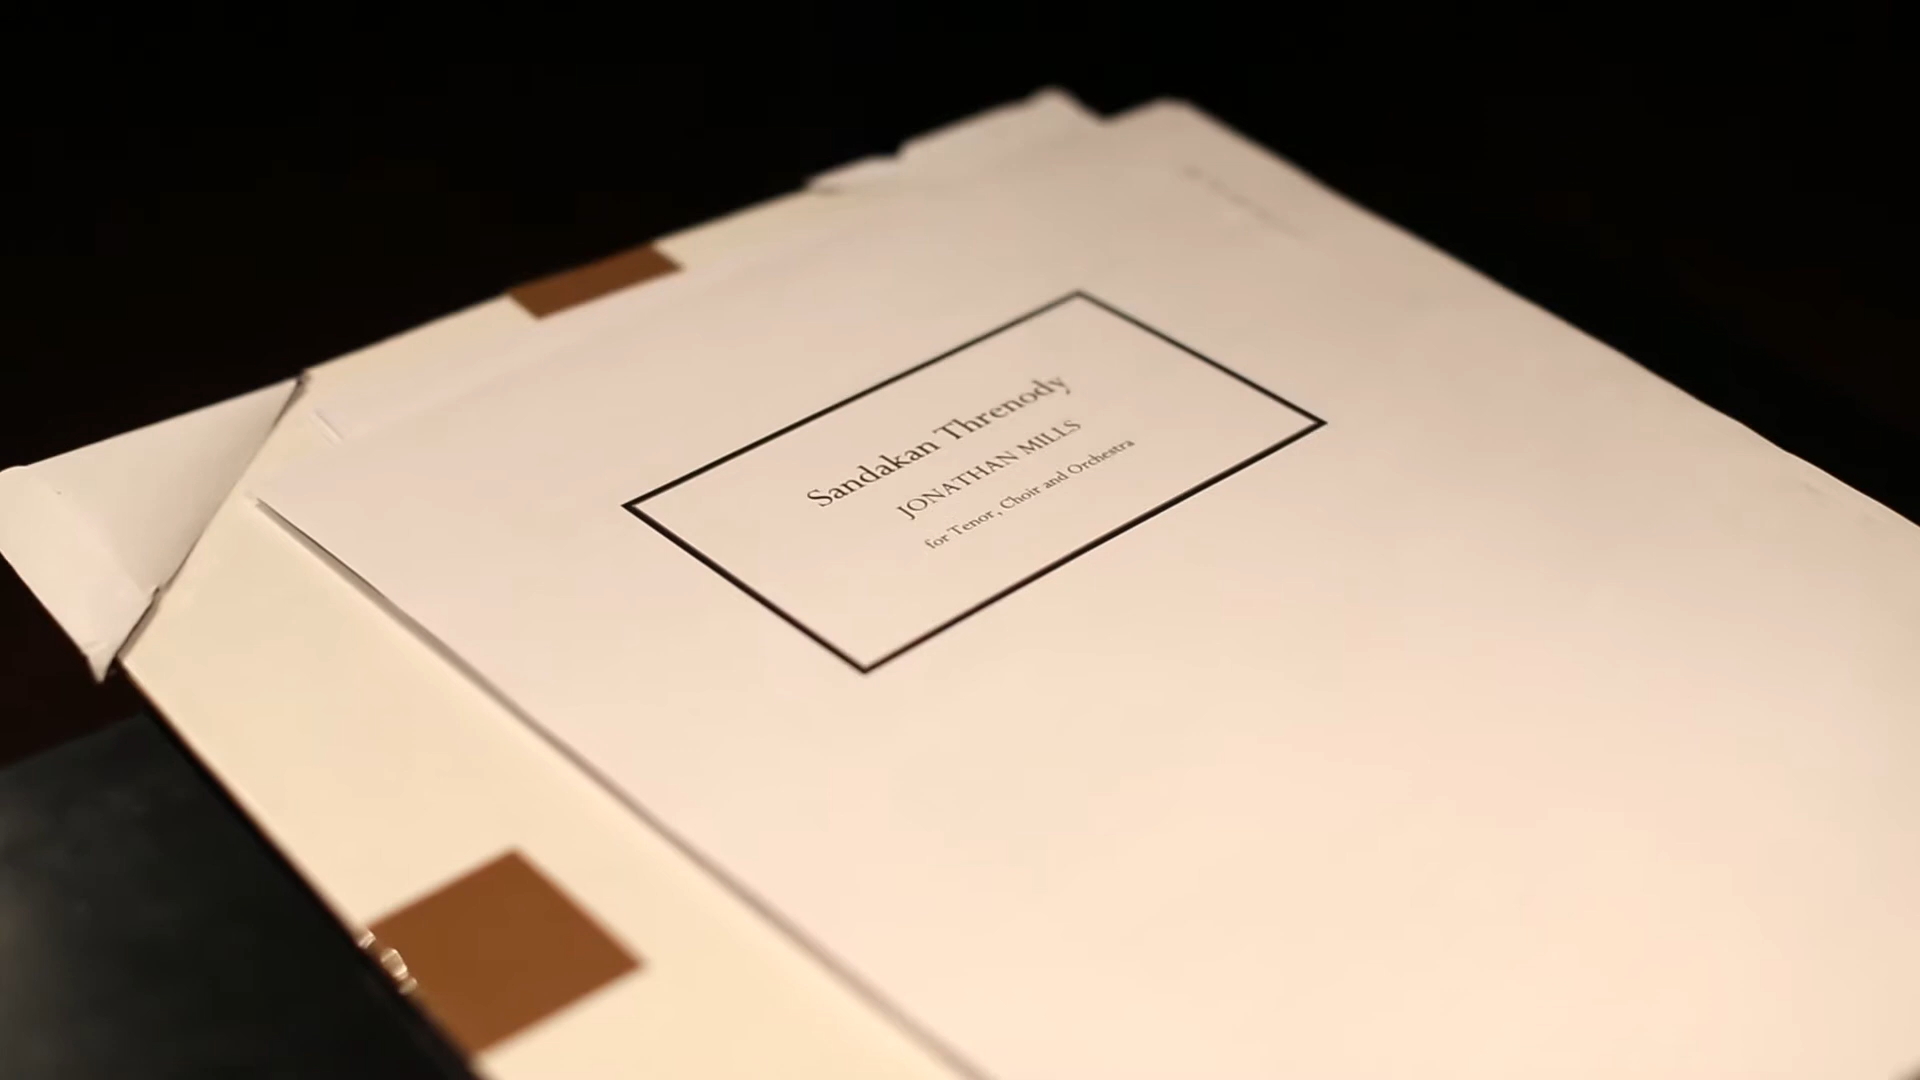 Sandakan Threnody
JONATHAN MILLS
for Tenor, Choir and Orchestra